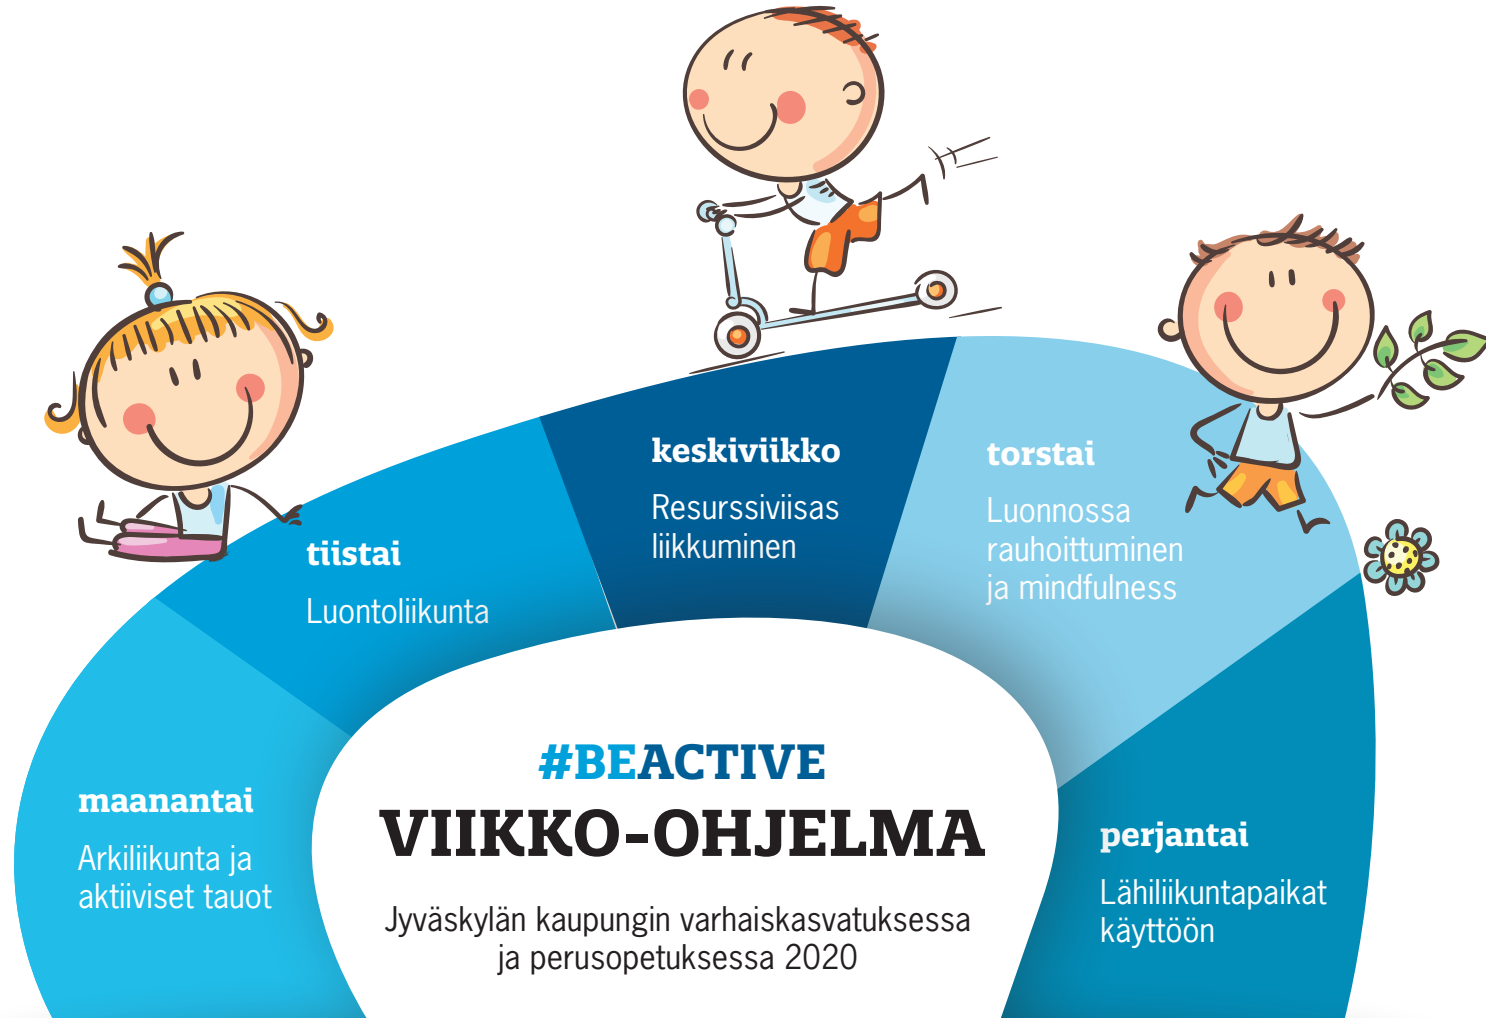 keskiviikko
Resurssiviisas
liikkuminen
torstai
Luonnossa
rauhoittuminen
ja mindfulness
tiistai
Luontoliikunta
maanantai
Arkiliikunta ja
aktiiviset tauot
perjantai
Lähiliikuntapaikat
käyttöön
#BEACTIVE
VIIKKO-OHJELMA
Jyväskylän kaupungin varhaiskasvatuksessa
ja perusopetuksessa 2020